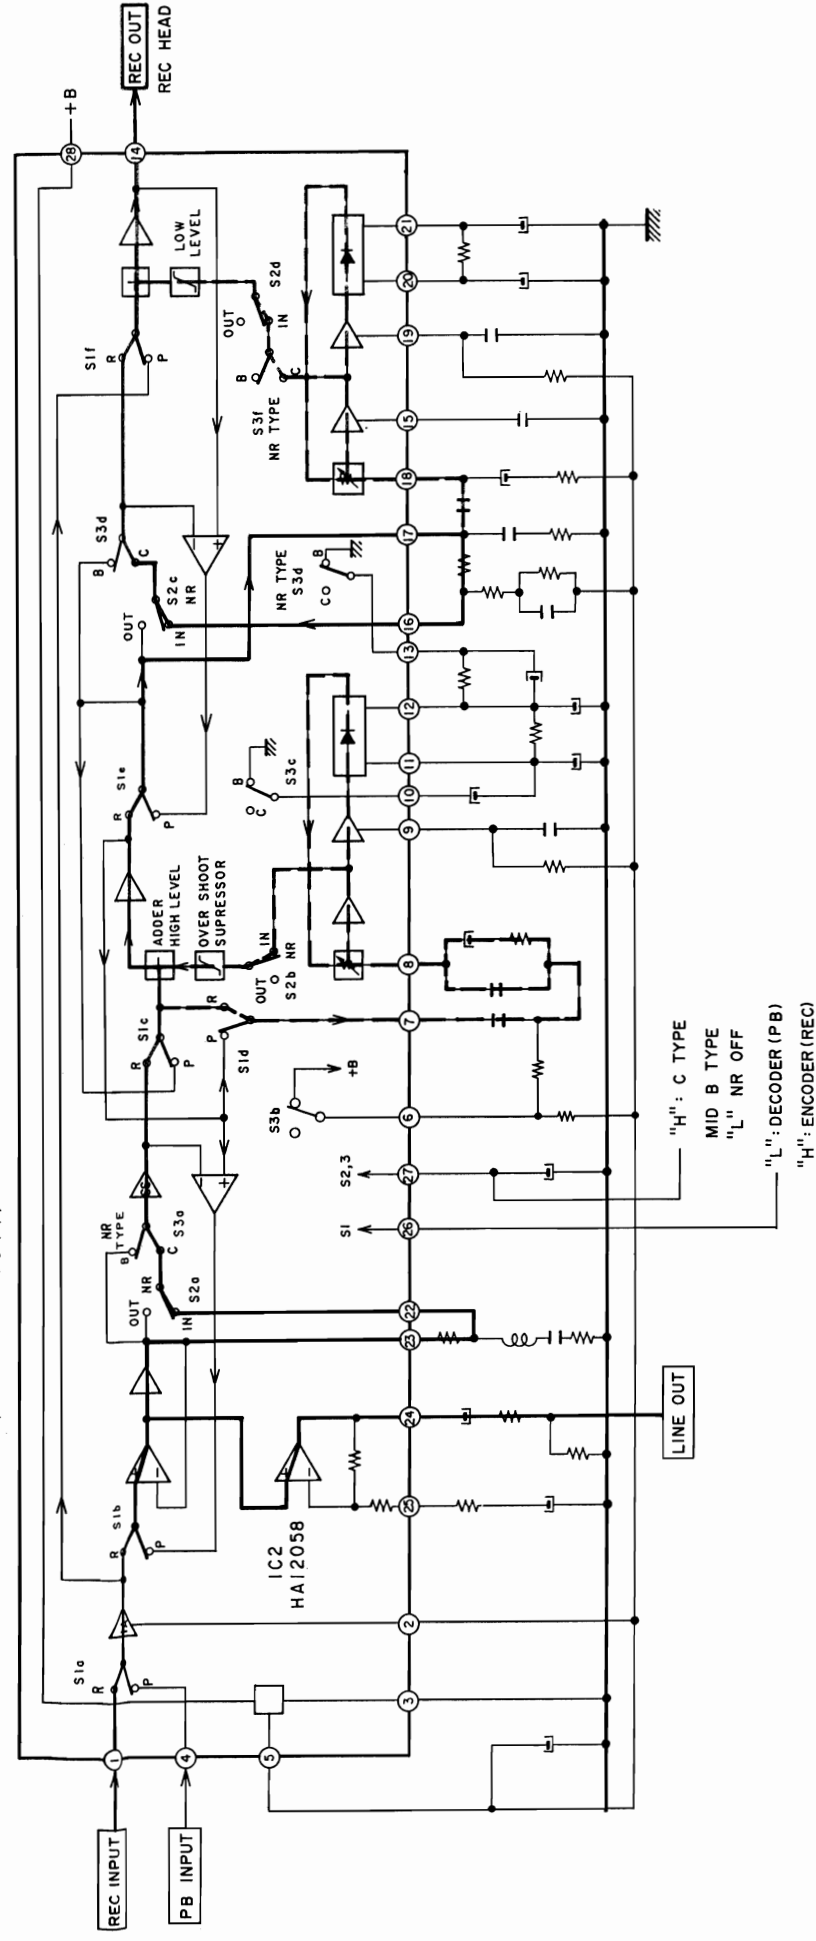 REC OUT
REC HEAD
+B
28
14
LOW
LEVEL
S1f
R
P
OUT
IN
S2d
B
C
S3f
NR TYPE
21
20
19
15
18
17
16
13
12
11
10
9
8
7
6
27
26
22
23
24
25
2
3
S3d
B
C
S2c
NR
OUT
IN
NR TYPE
S3d
B
C
S1e
R
P
B
C
S3c
ADDER
HIGH LEVEL
OVER SHOOT
SUPRESSOR
IN
OUT
NR
S2b
S1c
R
P
R
P
S1d
S3b
+B
S2,3
S1
"H": C TYPE
MID B TYPE
"L" NR OFF
"L": DECODER (PB)
"H": ENCODER (REC)
NR
TYPE
B
C
S3a
NR
OUT
IN
S2a
LINE OUT
S1b
R
P
IC2
HA12058
S1a
R
P
1
4
5
REC INPUT
PB INPUT